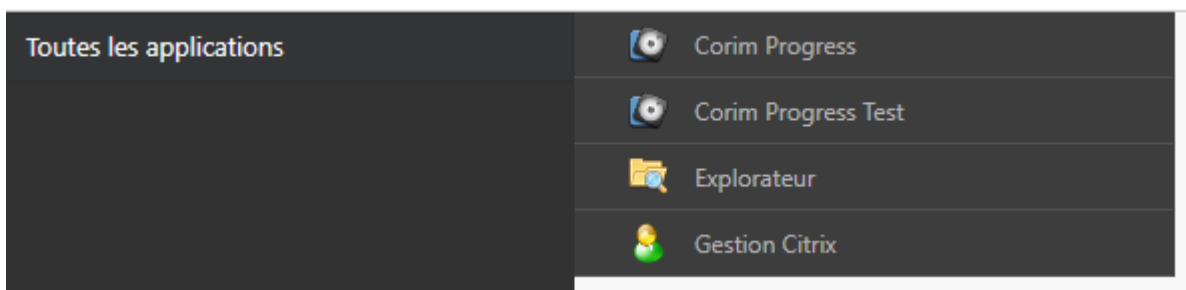 Toutes les applications
Corim Progress
Corim Progress Test
Explorateur
Gestion Citrix